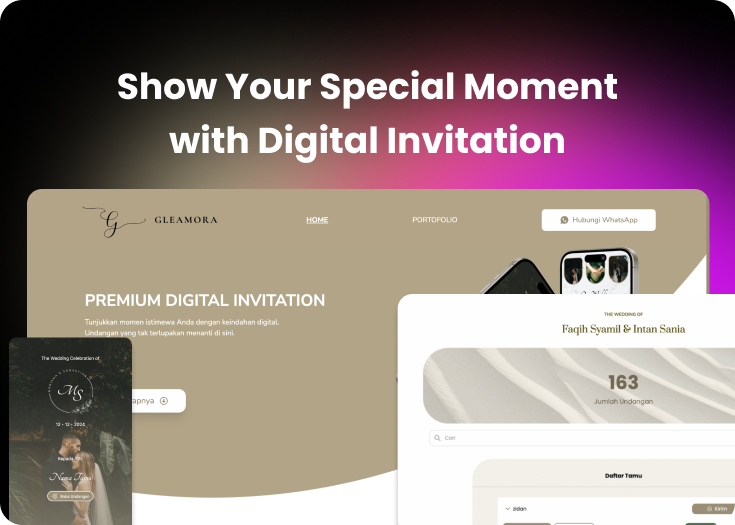 Show Your Special Moment
with Digital Invitation
GLEAMORA
HOME
PORTOFOLIO
Hubungi WhatsApp
PREMIUM DIGITAL INVITATION
Tunjukkan momen istimewa Anda dengan keindahan digital.
Undangan yang tak terlupakan menanti di sini.
apnya
The Wedding Celebration of
MS
12 - 12 - 2024
Kepada Yth,
Nama Tamu
Buka Undangan
THE WEDDING OF
Faqih Syamil & Intan Sania
163
Jumlah Undangan
Cari
Daftar Tamu
zidan
Kirim